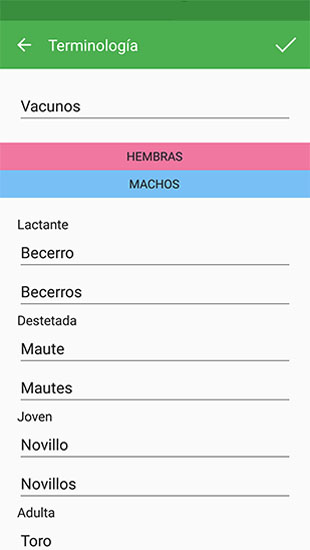 Terminología
Vacunos
HEMBRAS
MACHOS
Lactante
Becerro
Becerros
Destetada
Maute
Mautes
Joven
Novillo
Novillos
Adulta
Toro